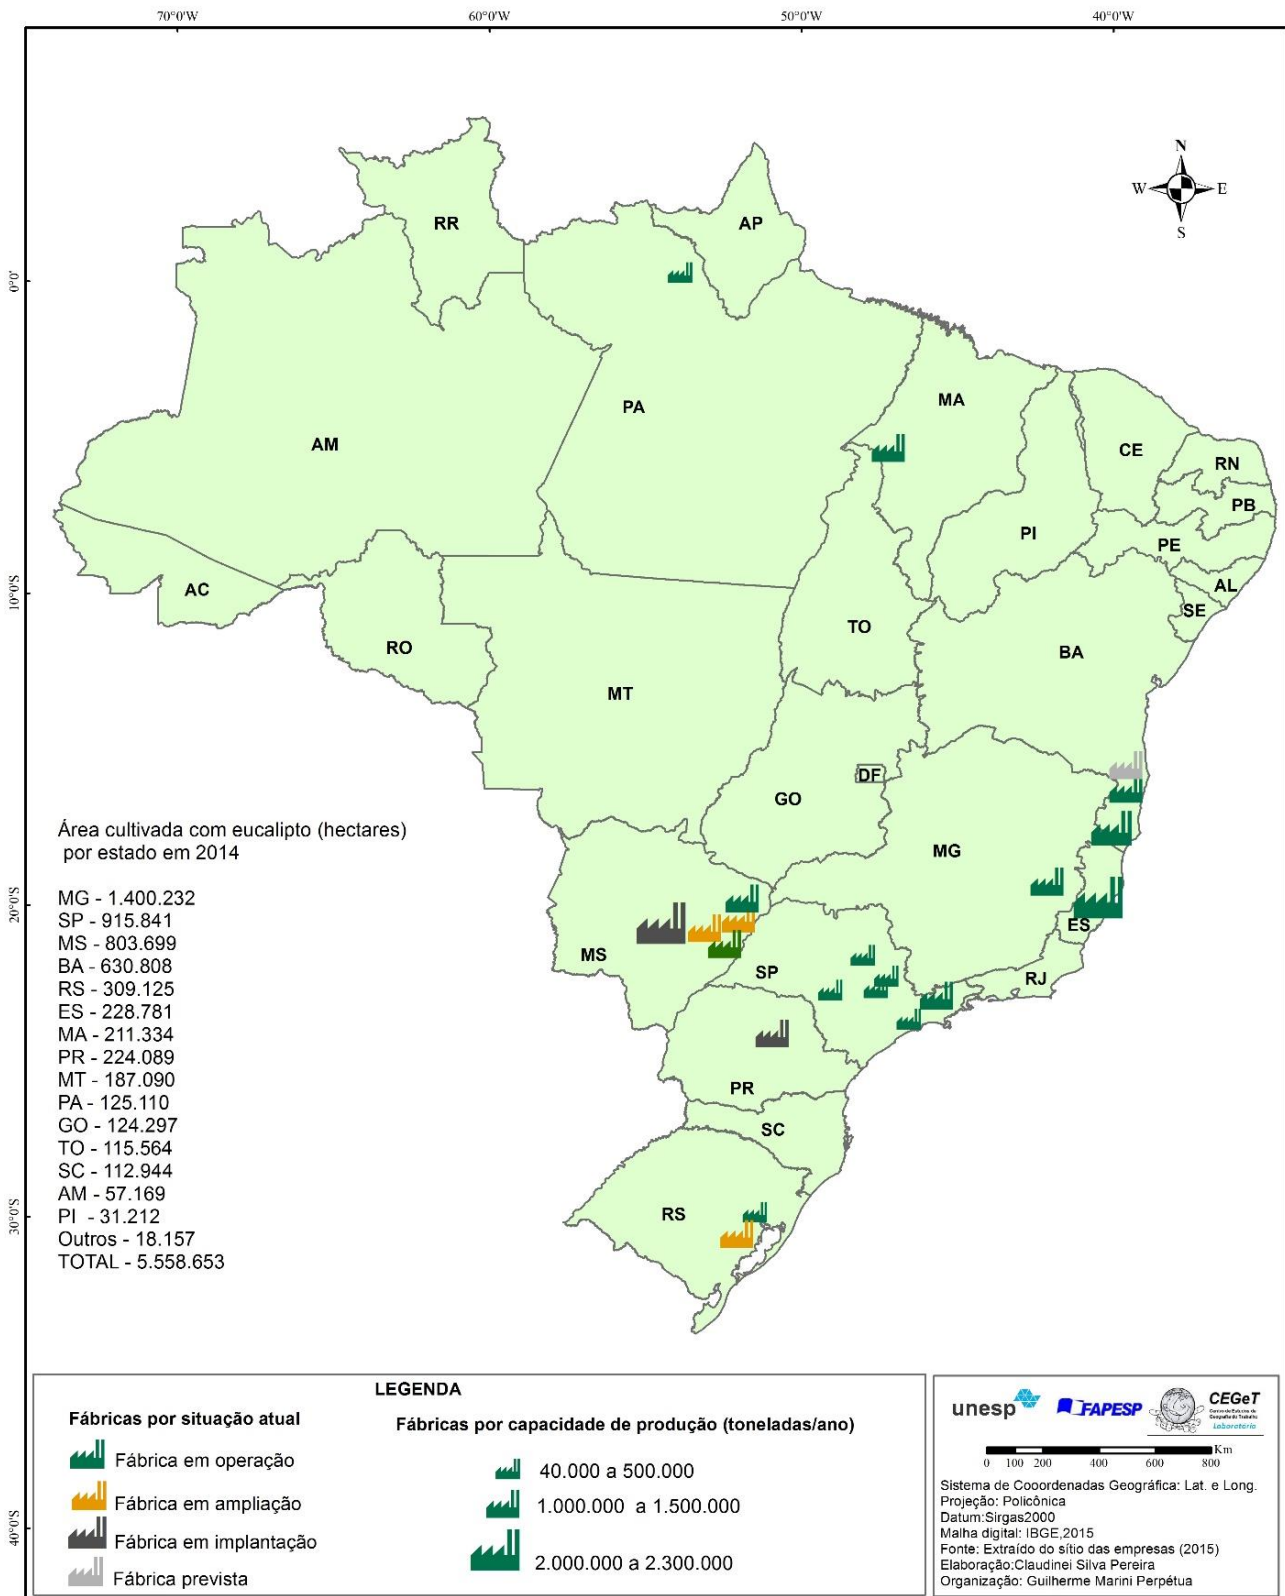 70°0'W 60°0'W 50°0'W 40°0'W
N
W E
S
0°0'
10°0'S
20°0'S
30°0'S
40°0'S
RR
AP
AM
PA
MA
CE
RN
PB
PI
PE
AL
SE
AC
RO
TO
BA
MT
DF
GO
MG
ES
MS
SP
RJ
PR
SC
RS
Área cultivada com eucalipto (hectares)
por estado em 2014
MG - 1.400.232
SP - 915.841
MS - 803.699
BA - 630.808
RS - 309.125
ES - 228.781
MA - 211.334
PR - 224.089
MT - 187.090
PA - 125.110
GO - 124.297
TO - 115.564
SC - 112.944
AM - 57.169
PI - 31.212
Outros - 18.157
TOTAL - 5.558.653
LEGENDA
Fábricas por situação atual
Fábrica em operação
Fábrica em ampliação
Fábrica em implantação
Fábrica prevista
Fábricas por capacidade de produção (toneladas/ano)
40.000 a 500.000
1.000.000 a 1.500.000
2.000.000 a 2.300.000
unesp
FAPESP
CEGeT
Centro de Estudos de
Geografia do Trabalho
Laboratório
Km
0 100 200 400 600 800
Sistema de Cooordenadas Geográfica: Lat. e Long.
Projeção: Policônica
Datum:Sirgas2000
Malha digital: IBGE,2015
Fonte: Extraído do sítio das empresas (2015)
Elaboração:Claudinei Silva Pereira
Organização: Guilherme Marini Perpétua